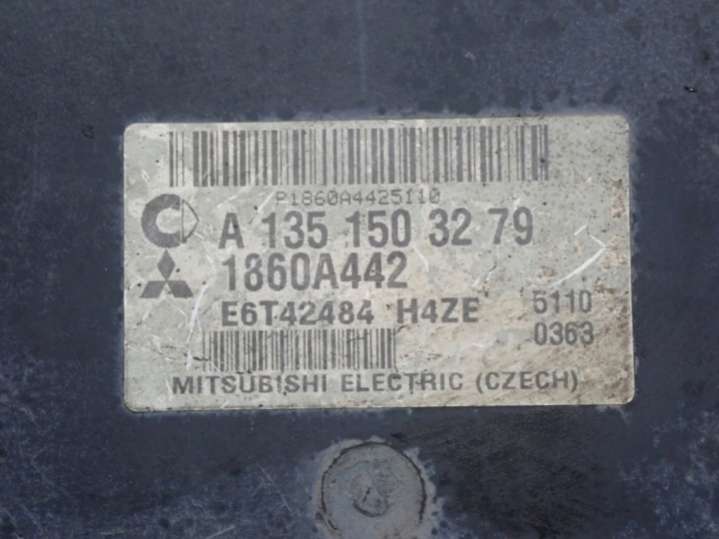 P1860A4425110
A 135 150 32 79
1860A442
E6T42484 H4ZE 5110
0363
MITSUBISHI ELECTRIC (CZECH)